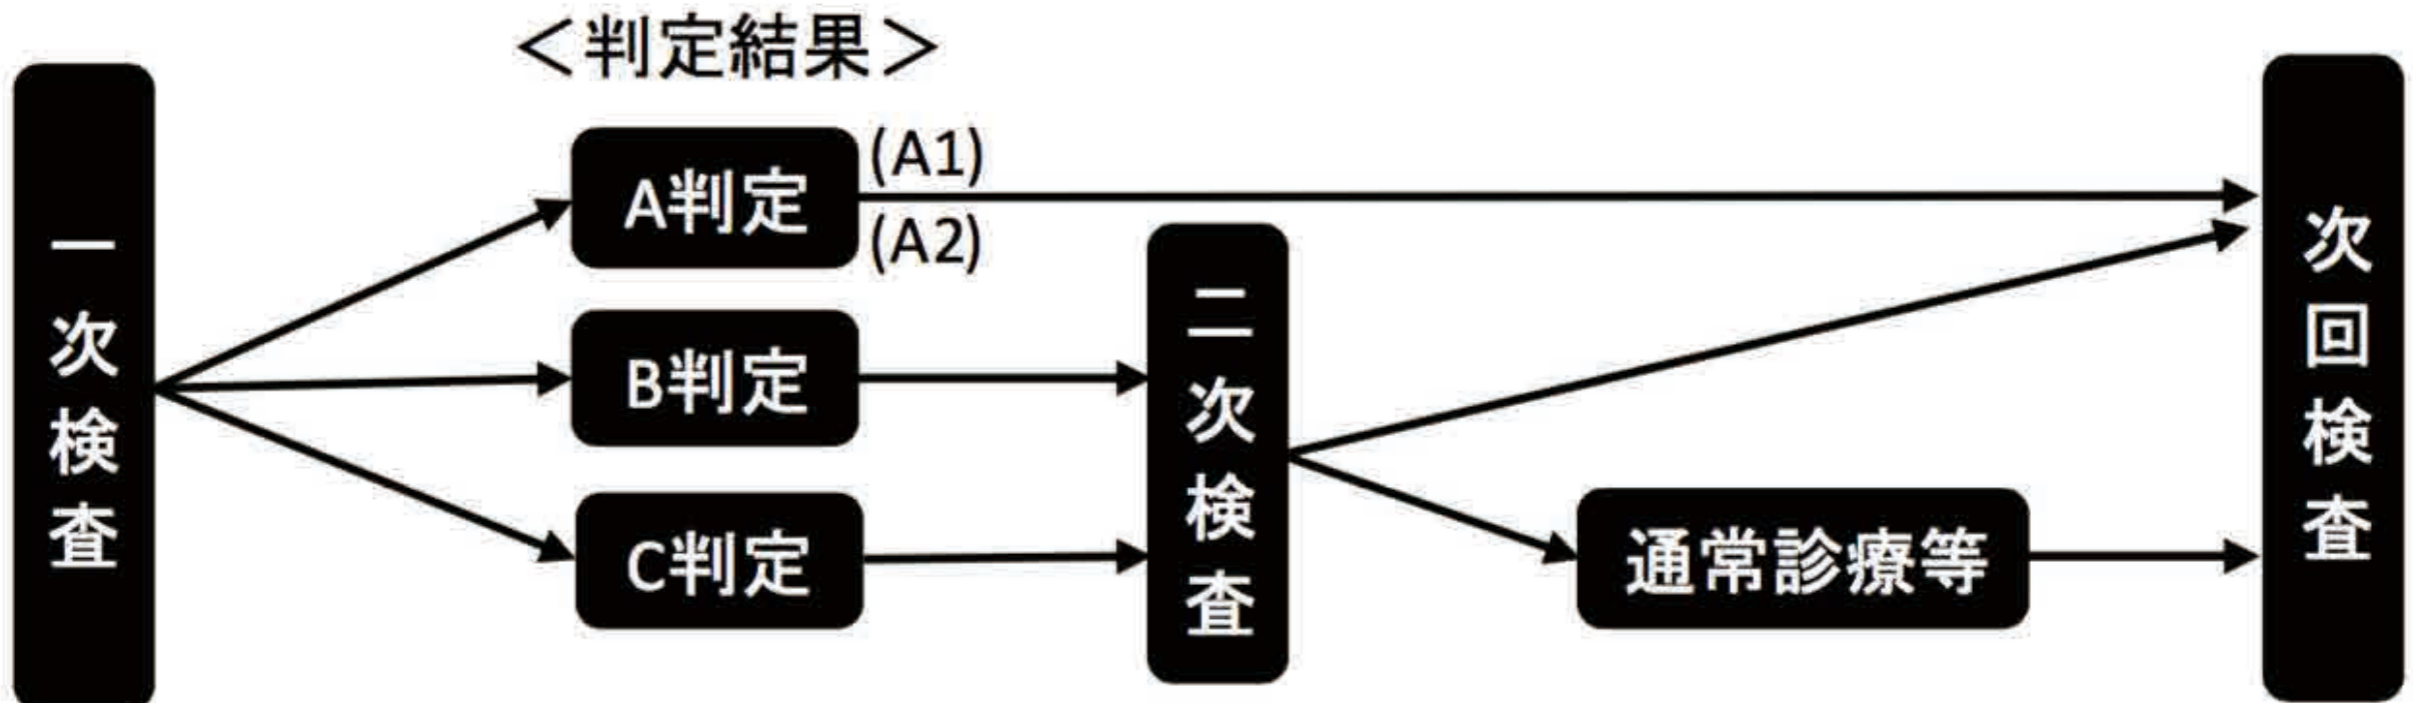 ＜判定結果＞
一次検査
A判定
(A1)
(A2)
B判定
C判定
二次検査
通常診療等
次回検査